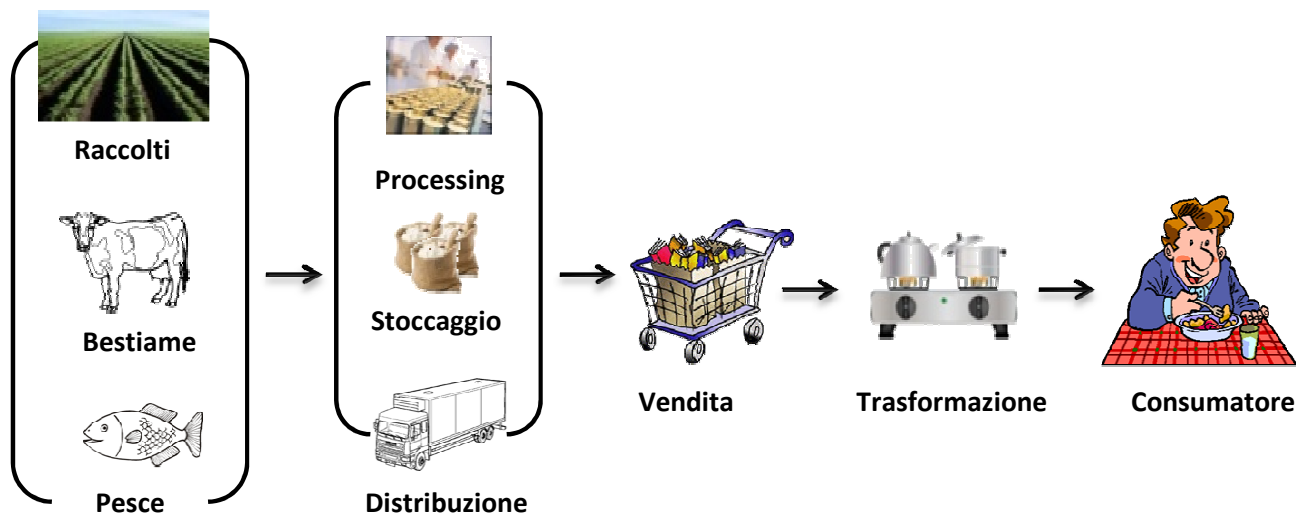 Raccolti
Bestiame
Pesce
Processing
Stoccaggio
Distribuzione
Vendita
Trasformazione
Consumatore